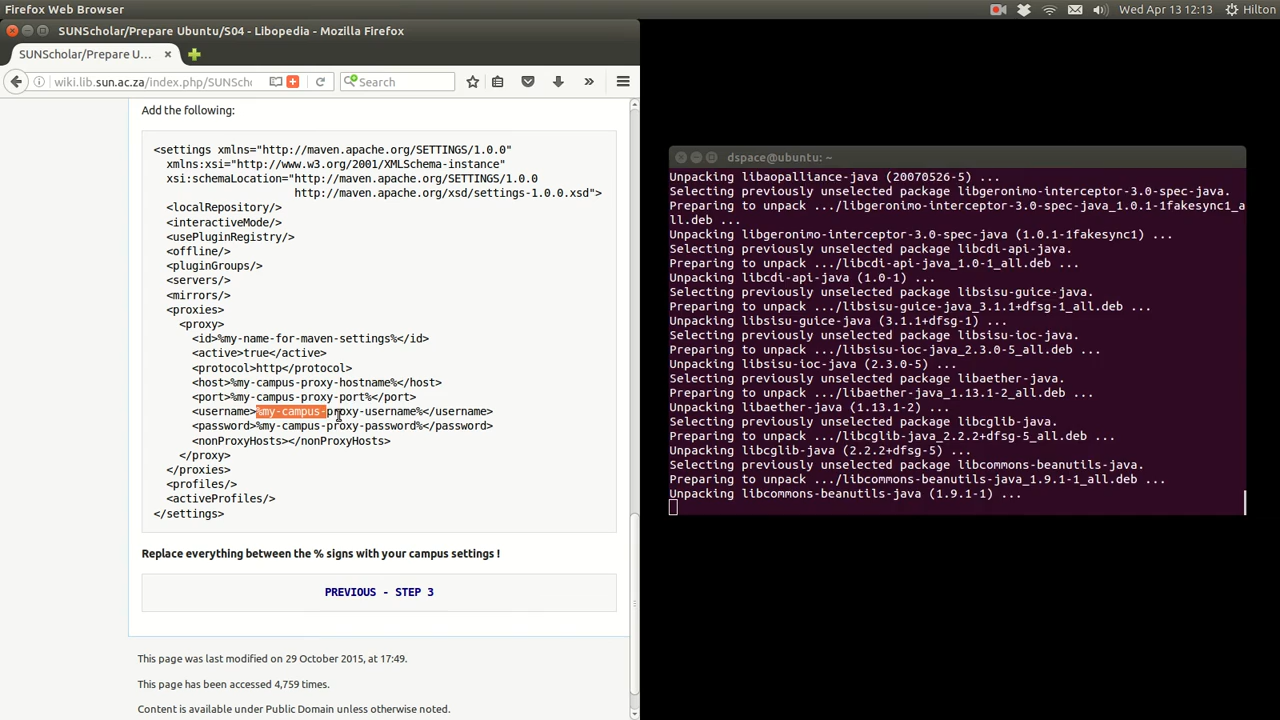 Firefox Web Browser
Wed Apr 13 12:13
Hilton
SUNScholar/Prepare Ubuntu/S04 - Libopedia - Mozilla Firefox
SUNScholar/Prepare U...
wiki.lib.sun.ac.za/index.php/SUNSch
Search
Add the following:
<settings xmlns="http://maven.apache.org/SETTINGS/1.0.0"
xmlns:xsi="http://www.w3.org/2001/XMLSchema-instance"
xsi:schemaLocation="http://maven.apache.org/SETTINGS/1.0.0
http://maven.apache.org/xsd/settings-1.0.0.xsd">
<localRepository/>
<interactiveMode/>
<usePluginRegistry/>
<offline/>
<pluginGroups/>
<servers/>
<mirrors/>
<proxies>
<proxy>
<id>%my-name-for-maven-settings%</id>
<active>true</active>
<protocol>http</protocol>
<host>%my-campus-proxy-hostname%</host>
<port>%my-campus-proxy-port%</port>
<username>%my-campus-proxy-username%</username>
<password>%my-campus-proxy-password%</password>
<nonProxyHosts></nonProxyHosts>
</proxy>
</proxies>
<profiles/>
<activeProfiles/>
</settings>
Replace everything between the % signs with your campus settings !
PREVIOUS - STEP 3
This page was last modified on 29 October 2015, at 17:49.
This page has been accessed 4,759 times.
Content is available under Public Domain unless otherwise noted.
dspace@ubuntu: ~
Unpacking libaopalliance-java (20070526-5) ...
Selecting previously unselected package libgeronimo-interceptor-3.0-spec-java.
Preparing to unpack .../libgeronimo-interceptor-3.0-spec-java_1.0.1-1fakesync1_a
ll.deb ...
Unpacking libgeronimo-interceptor-3.0-spec-java (1.0.1-1fakesync1) ...
Selecting previously unselected package libcdi-api-java.
Preparing to unpack .../libcdi-api-java_1.0-1_all.deb ...
Unpacking libcdi-api-java (1.0-1) ...
Selecting previously unselected package libsisu-guice-java.
Preparing to unpack .../libsisu-guice-java_3.1.1+dfsg-1_all.deb ...
Unpacking libsisu-guice-java (3.1.1+dfsg-1) ...
Selecting previously unselected package libsisu-ioc-java.
Preparing to unpack .../libsisu-ioc-java_2.3.0-5_all.deb ...
Unpacking libsisu-ioc-java (2.3.0-5) ...
Selecting previously unselected package libaether-java.
Preparing to unpack .../libaether-java_1.13.1-2_all.deb ...
Unpacking libaether-java (1.13.1-2) ...
Selecting previously unselected package libcglib-java.
Preparing to unpack .../libcglib-java_2.2.2+dfsg-5_all.deb ...
Unpacking libcglib-java (2.2.2+dfsg-5) ...
Selecting previously unselected package libcommons-beanutils-java.
Preparing to unpack .../libcommons-beanutils-java_1.9.1-1_all.deb ...
Unpacking libcommons-beanutils-java (1.9.1-1) ...